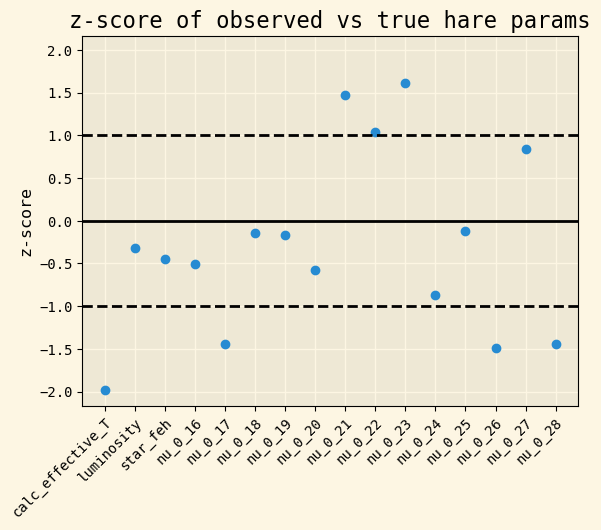 z-score of observed vs true hare params
z-score
2.0
1.5
1.0
0.5
0.0
−0.5
−1.0
−1.5
−2.0
calc_effective_T
luminosity
star_feh
nu_0_16
nu_0_17
nu_0_18
nu_0_19
nu_0_20
nu_0_21
nu_0_22
nu_0_23
nu_0_24
nu_0_25
nu_0_26
nu_0_27
nu_0_28